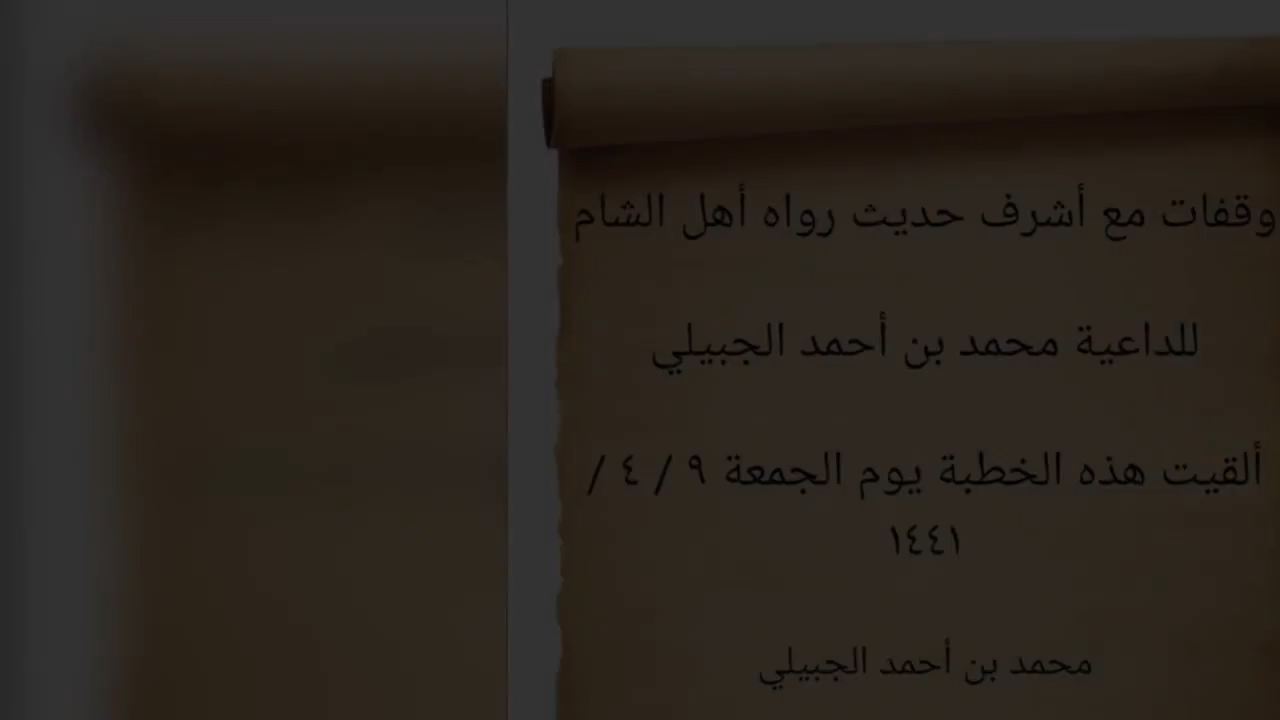 وقفات مع أشرف حديث رواه أهل الشام
للداعية محمد بن أحمد الجبيلي
ألقيت هذه الخطبة يوم الجمعة ٩ / ٤ /
١٤٤١
محمد بن أحمد الجبيلي